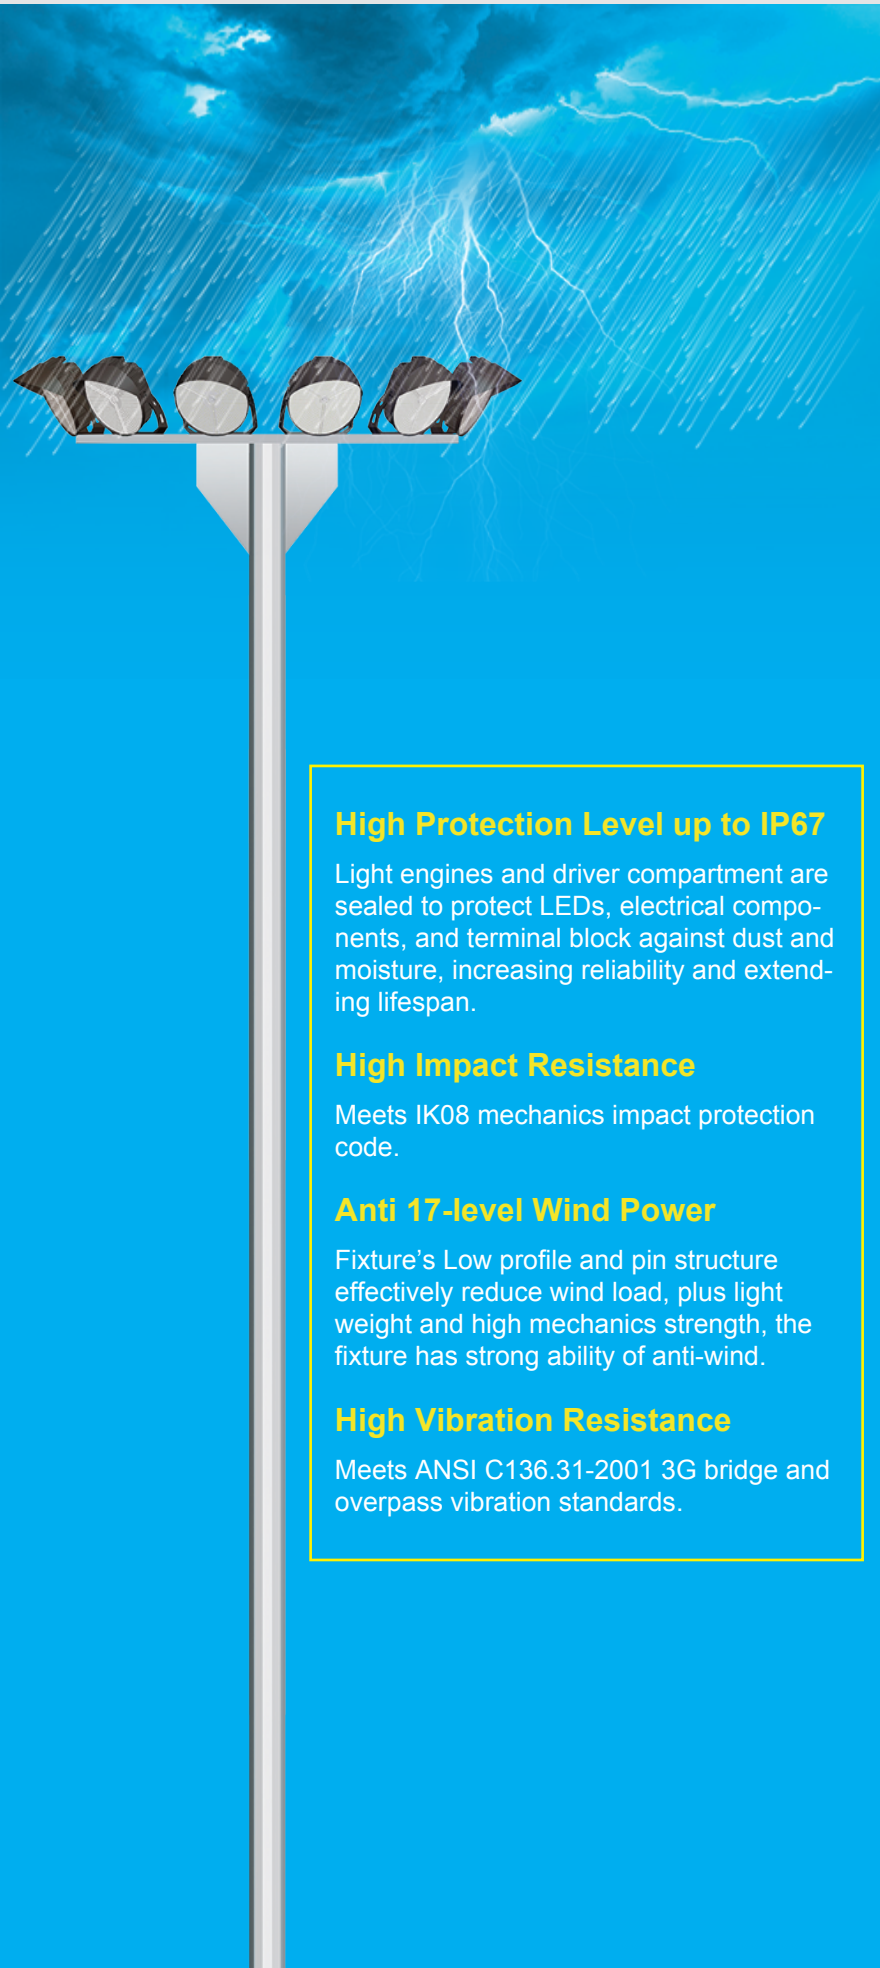 High Protection Level up to IP67
Light engines and driver compartment are
sealed to protect LEDs, electrical compo-
nents, and terminal block against dust and
moisture, increasing reliability and extend-
ing lifespan.
High Impact Resistance
Meets IK08 mechanics impact protection
code.
Anti 17-level Wind Power
Fixture's Low profile and pin structure
effectively reduce wind load, plus light
weight and high mechanics strength, the
fixture has strong ability of anti-wind.
High Vibration Resistance
Meets ANSI C136.31-2001 3G bridge and
overpass vibration standards.